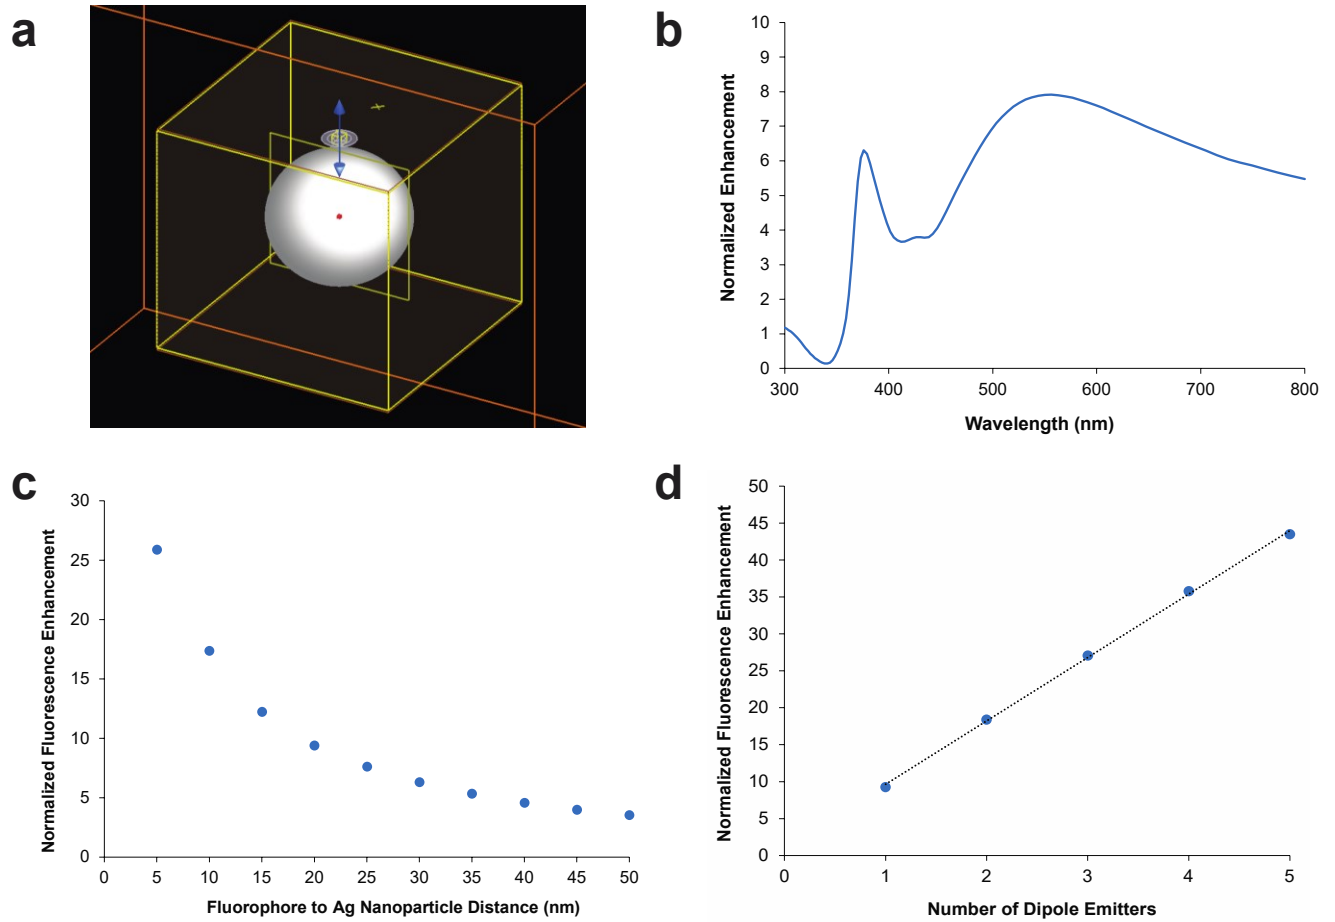 a
b
10
9
8
7
6
5
4
3
2
1
0
Normalized Enhancement
300 400 500 600 700 800
Wavelength (nm)
c
30
25
20
15
10
5
0
Normalized Fluorescence Enhancement
0 5 10 15 20 25 30 35 40 45 50
Fluorophore to Ag Nanoparticle Distance (nm)
d
50
45
40
35
30
25
20
15
10
5
0
Normalized Fluorescence Enhancement
0 1 2 3 4 5
Number of Dipole Emitters